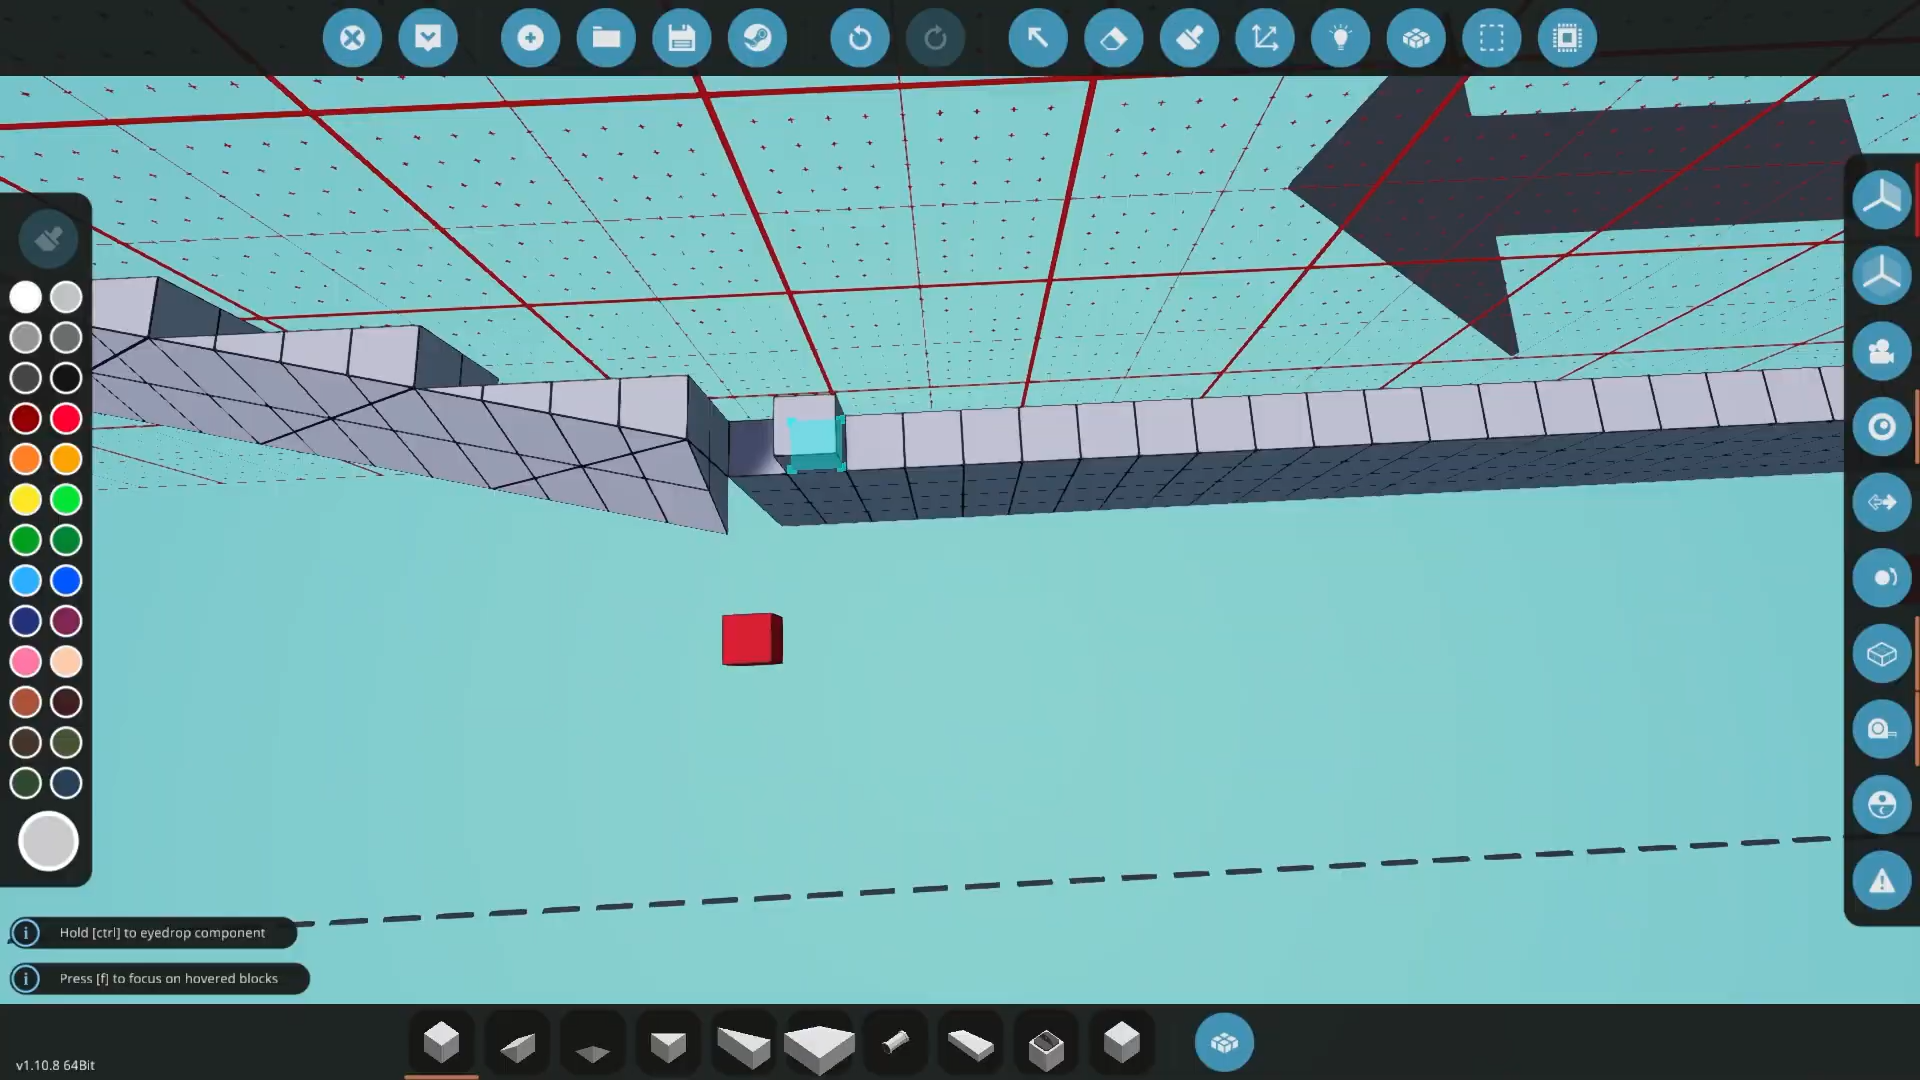 Hold [ctrl] to eyedrop component
Press [f] to focus on hovered blocks
v1.10.8 64Bit